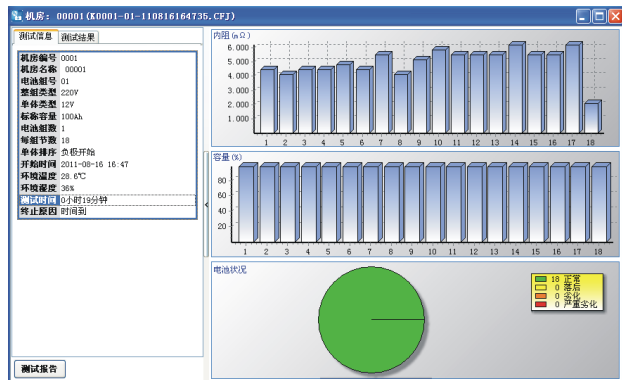 机房: 00001(K0001-01-110816164735.CFJ)
测试信息 测试结果
机房编号 0001
机房名称 00001
电池组号 01
整组类型 220V
单体类型 12V
标称容量 100Ah
电池组数 1
每组节数 18
单体排序 负极开始
开始时间 2011-08-16 16:47
环境温度 28.6℃
环境湿度 36%
测试时间 0小时19分钟
终止原因 时间到
测试报告
内阻(mΩ)
6.000
5.000
4.000
3.000
2.000
1.000
1 2 3 4 5 6 7 8 9 10 11 12 13 14 15 16 17 18
容量(%)
80
60
40
20
1 2 3 4 5 6 7 8 9 10 11 12 13 14 15 16 17 18
电池状况
18 正常
0 落后
0 劣化
0 严重劣化